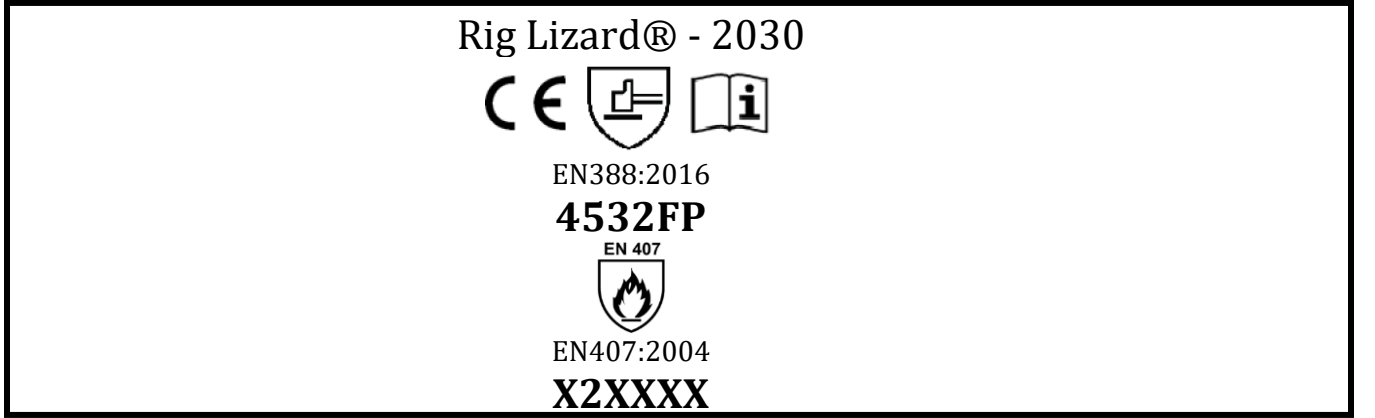 Rig Lizard® - 2030
CE i
EN388:2016
4532FP
EN 407
EN407:2004
X2XXXX